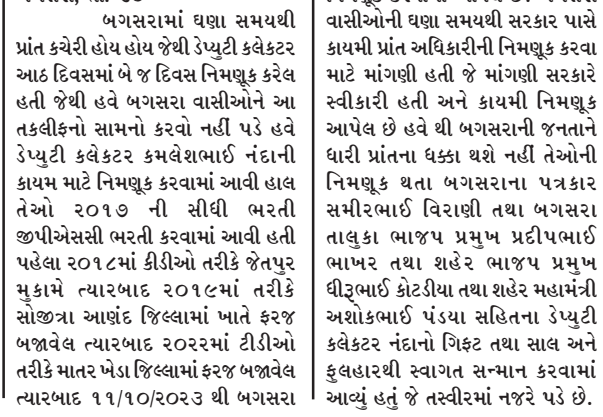 બગસરામાં ઘણા સમયથી
પ્રાંત કચેરી હોય હોય જેથી ડેપ્યુટી કલેકટર
આઠ દિવસમાં બે જ દિવસ નિમણૂક કરેલ
હતી જેથી હવે બગસરા વાસીઓને આ
તકલીફનો સામનો કરવો નહીં પડે હવે
ડેપ્યુટી કલેકટર કમલેશભાઈ નંદાની
કાયમ માટે નિમણૂક કરવામાં આવી હાલ
તેઓ ૨૦૧૭ ની સીધી ભરતી
જીપીએસસી ભરતી કરવામાં આવી હતી
પહેલા ૨૦૧૮માં કીડીઓ તરીકે જેતપુર
મુકામે ત્યારબાદ ૨૦૧૯માં તરીકે
સોજીત્રા આણંદ જિલ્લામાં ખાતે ફરજ
બજાવેલ ત્યારબાદ ૨૦૨૨માં ટીડીઓ
તરીકે માતર ખેડા જિલ્લામાં ફરજ બજાવેલ
ત્યારબાદ ૧૧/૧૦/૨૦૨૩ થી બગસરા
વાસીઓની ઘણા સમયથી સરકાર પાસે
કાયમી પ્રાંત અધિકારીની નિમણૂક કરવા
માટે માંગણી હતી જે માંગણી સરકારે
સ્વીકારી હતી અને કાયમી નિમણૂક
આપેલ છે હવે થી બગસરાની જનતાને
ધારી પ્રાંતના ધક્કા થશે નહીં તેઓની
નિમણૂક થતા બગસરાના પત્રકાર
સમીરભાઈ વિરાણી તથા બગસરા
તાલુકા ભાજપ પ્રમુખ પ્રદીપભાઈ
ભાખર તથા શહેર ભાજપ પ્રમુખ
ધીરૂભાઈ કોટડીયા તથા શહેર મહામંત્રી
અશોકભાઈ પંડયા સહિતના ડેપ્યુટી
કલેકટર નંદાનો ગિફટ તથા સાલ અને
ફુલહારથી સ્વાગત સન્માન કરવામાં
આવ્યું હતું જે તસ્વીરમાં નજરે પડે છે.